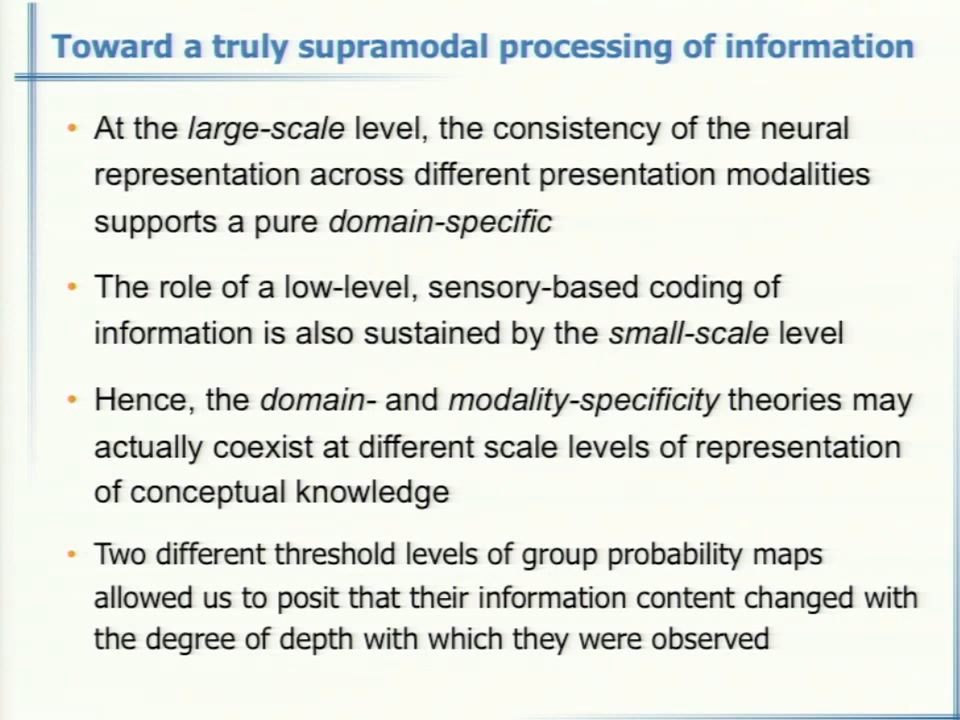 Toward a truly supramodal processing of information
• At the large-scale level, the consistency of the neural
representation across different presentation modalities
supports a pure domain-specific
• The role of a low-level, sensory-based coding of
information is also sustained by the small-scale level
• Hence, the domain- and modality-specificity theories may
actually coexist at different scale levels of representation
of conceptual knowledge
• Two different threshold levels of group probability maps
allowed us to posit that their information content changed with
the degree of depth with which they were observed